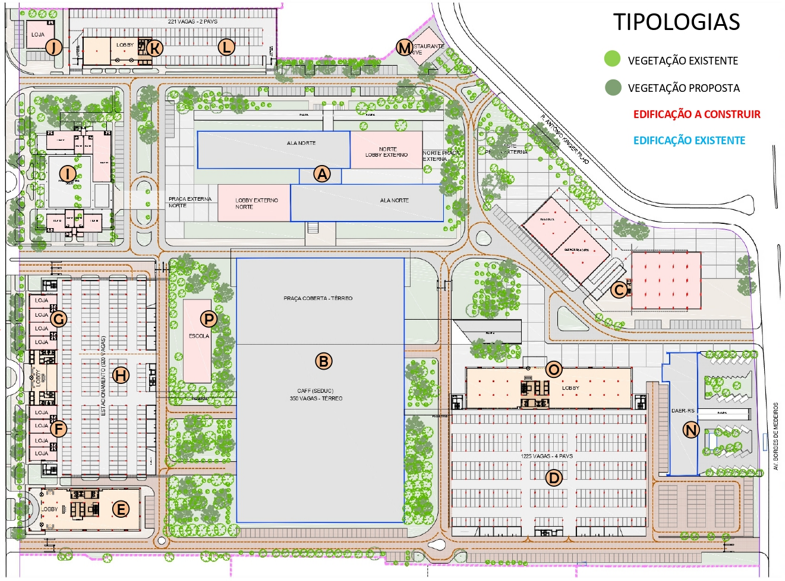 TIPOLOGIAS
VEGETAÇÃO EXISTENTE
VEGETAÇÃO PROPOSTA
EDIFICAÇÃO A CONSTRUIR
EDIFICAÇÃO EXISTENTE
221 VAGAS - 2 PAVS
LOJA
LOBBY
J
K
L
M
ALA NORTE
NORTE
LOBBY EXTERNO
A
I
PRAÇA EXTERNA
NORTE
LOBBY EXTERNO
NORTE
ALA NORTE
C
PRAÇA COBERTA - TÉRREO
LOJA
LOJA
LOJA
LOJA
G
P
ESCOLA
H
LOBBY
B
CAFF (SEDUC)
350 VAGAS - TÉRREO
O
LOBBY
LOJA
LOJA
LOJA
LOJA
F
DAER-RS
N
AV. BORGES DE MEDEIROS
1225 VAGAS - 4 PAVS
D
LOBBY
E